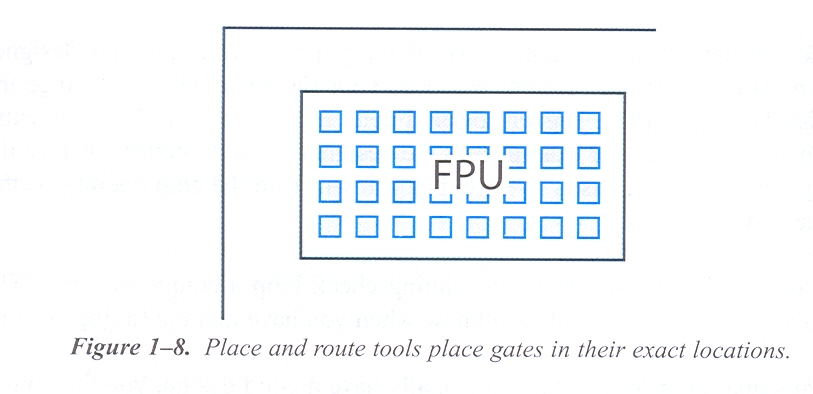 FPU
Figure 1–8. Place and route tools place gates in their exact locations.